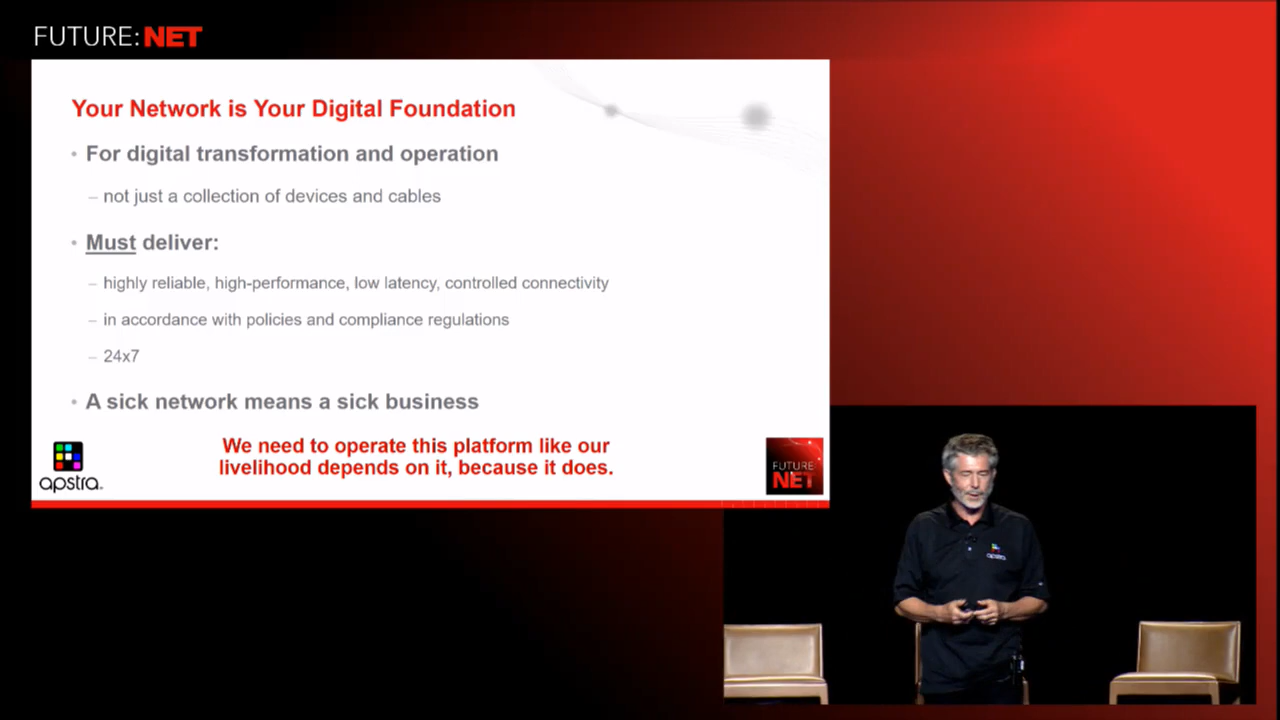 FUTURE:NET
Your Network is Your Digital Foundation
• For digital transformation and operation
– not just a collection of devices and cables
• Must deliver:
– highly reliable, high-performance, low latency, controlled connectivity
– in accordance with policies and compliance regulations
– 24x7
• A sick network means a sick business
We need to operate this platform like our
livelihood depends on it, because it does.
apstra
FUTURE:
NET